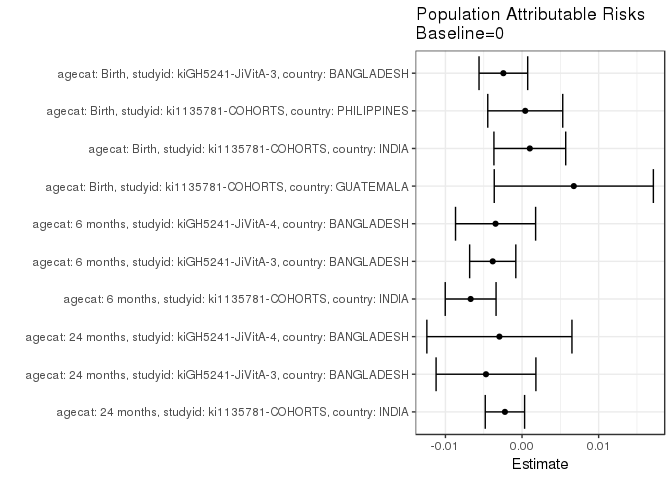 Population Attributable Risks
Baseline=0
agecat: Birth, studyid: kiGH5241-JiVitA-3, country: BANGLADESH
agecat: Birth, studyid: ki1135781-COHORTS, country: PHILIPPINES
agecat: Birth, studyid: ki1135781-COHORTS, country: INDIA
agecat: Birth, studyid: ki1135781-COHORTS, country: GUATEMALA
agecat: 6 months, studyid: kiGH5241-JiVitA-4, country: BANGLADESH
agecat: 6 months, studyid: kiGH5241-JiVitA-3, country: BANGLADESH
agecat: 6 months, studyid: ki1135781-COHORTS, country: INDIA
agecat: 24 months, studyid: kiGH5241-JiVitA-4, country: BANGLADESH
agecat: 24 months, studyid: kiGH5241-JiVitA-3, country: BANGLADESH
agecat: 24 months, studyid: ki1135781-COHORTS, country: INDIA
-0.01 0.00 0.01
Estimate